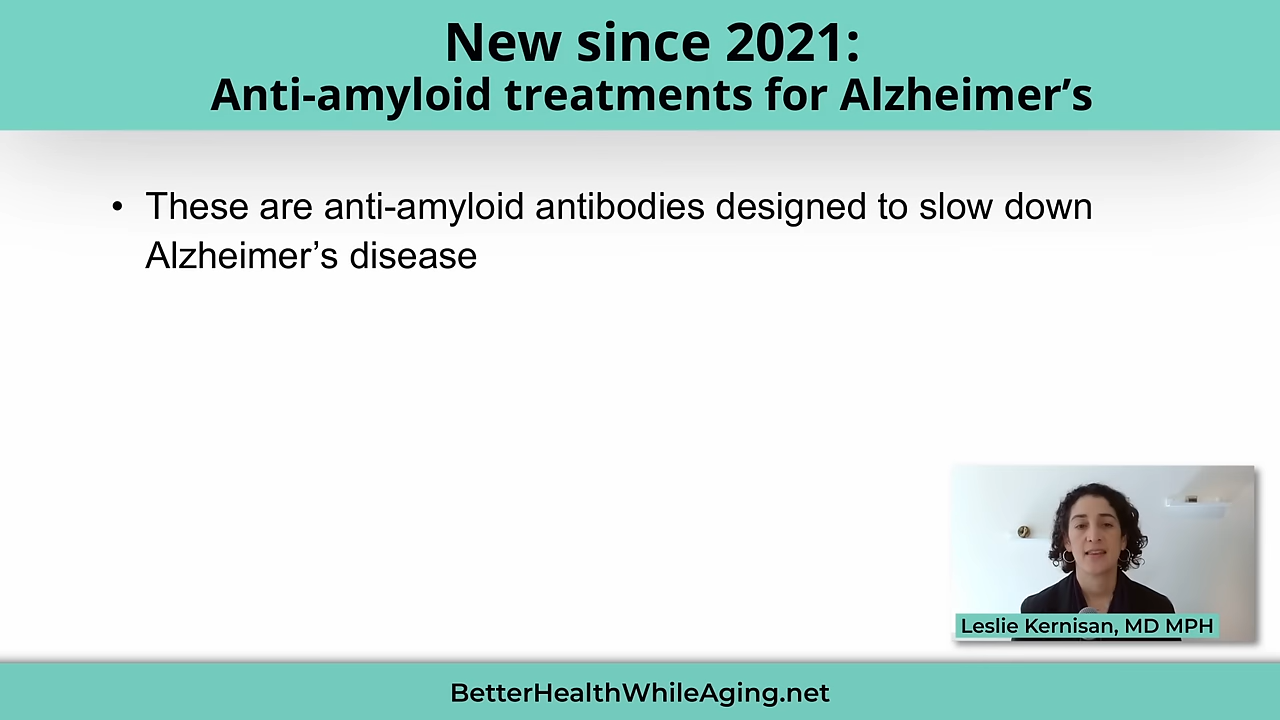 New since 2021:
Anti-amyloid treatments for Alzheimer’s
• These are anti-amyloid antibodies designed to slow down
Alzheimer’s disease
Leslie Kernisan, MD MPH
BetterHealthWhileAging.net